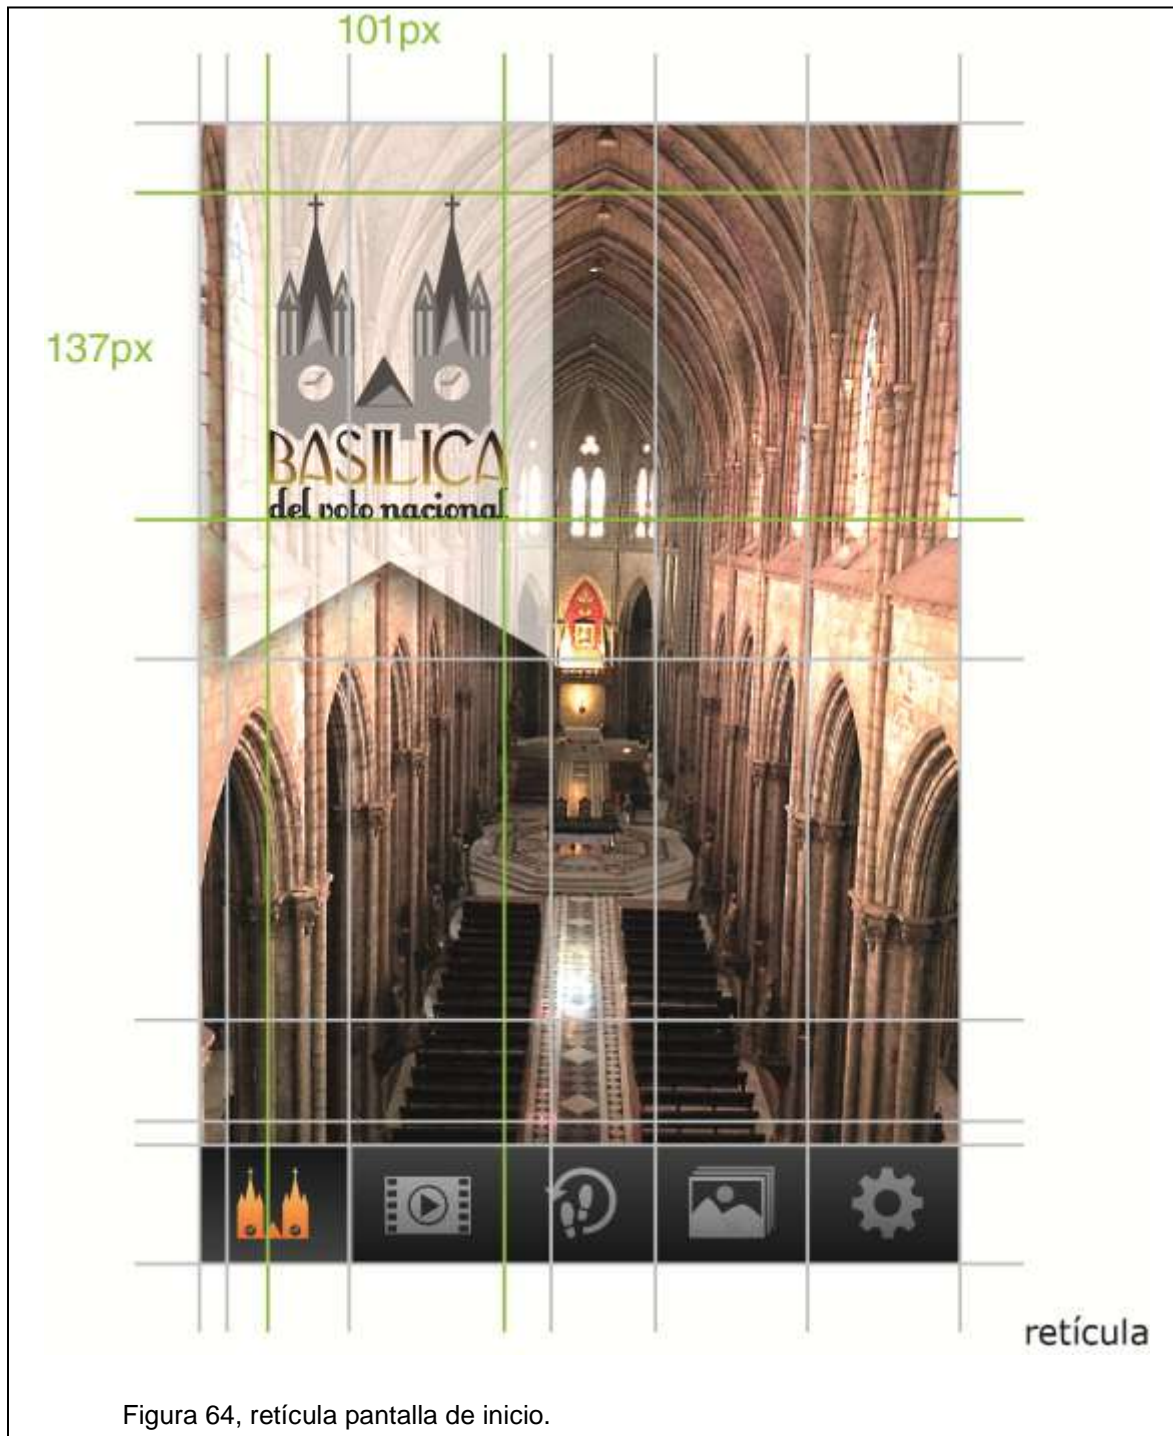 101px
137px
BASILICA
del voto nacional
retícula
Figura 64, retícula pantalla de inicio.